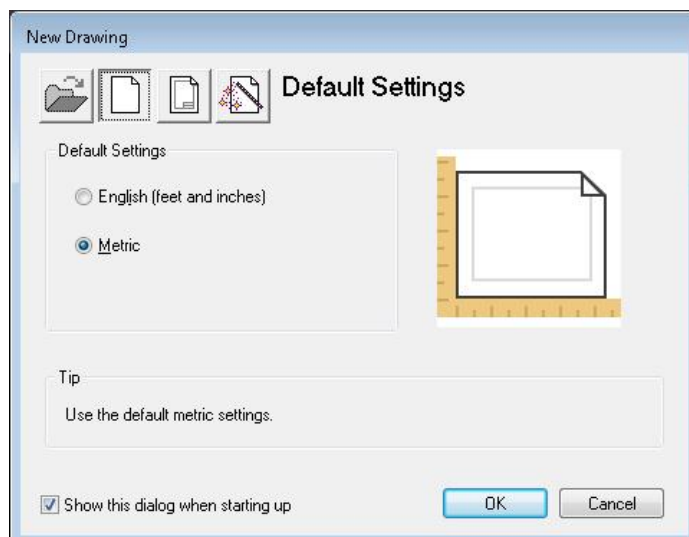 New Drawing
Default Settings
Default Settings
English (feet and inches)
Metric
Tip
Use the default metric settings.
Show this dialog when starting up
OK
Cancel